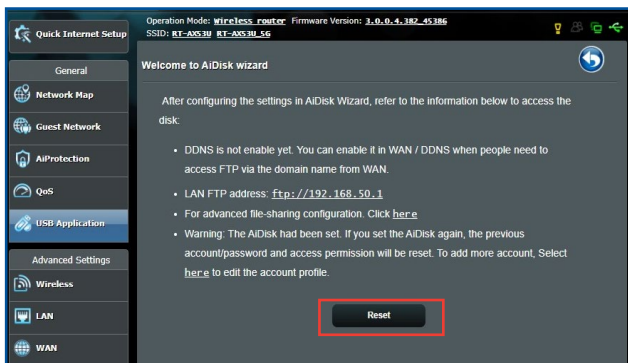 Quick Internet Setup
General
Network Map
Guest Network
AiProtection
QoS
USB Application
Advanced Settings
Wireless
LAN
WAN
Operation Mode: Wireless router Firmware Version: 3.0.0.4.382_45386
SSID: RT-AX53U RT-AX53U_5G
Welcome to AiDisk wizard
After configuring the settings in AiDisk Wizard, refer to the information below to access the
disk:
• DDNS is not enable yet. You can enable it in WAN / DDNS when people need to
access FTP via the domain name from WAN.
• LAN FTP address: ftp://192.168.50.1
• For advanced file-sharing configuration. Click here
• Warning: The AiDisk had been set. If you set the AiDisk again, the previous
account/password and access permission will be reset. To add more account, Select
here to edit the account profile.
Reset